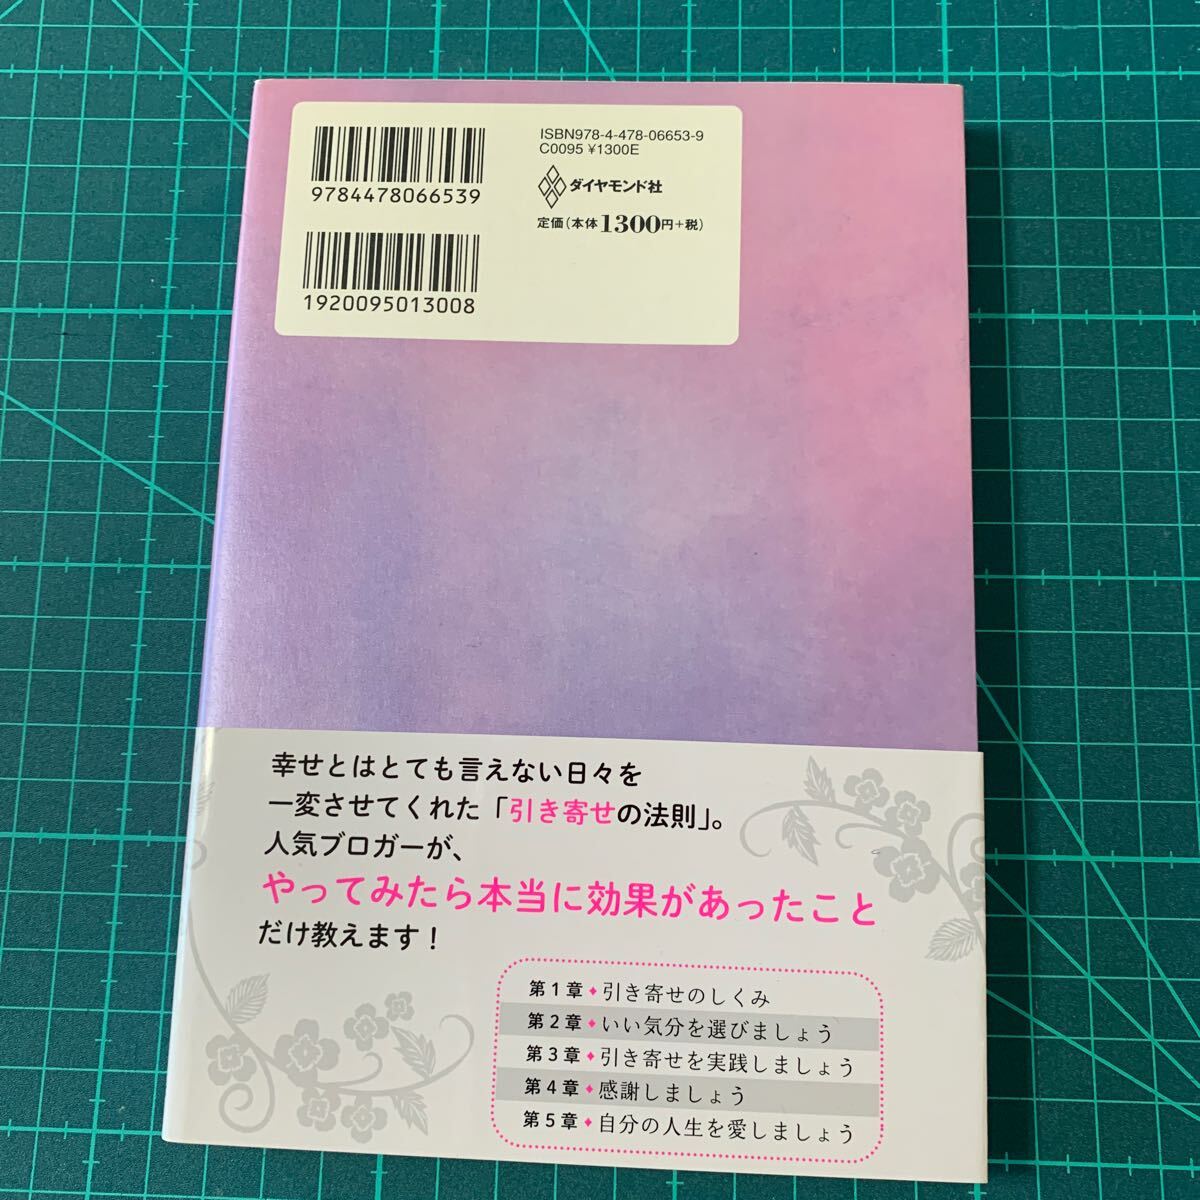 9784478066539
1920095013008
ISBN978-4-478-06653-9
C0095 ¥1300E
ダイヤモンド社
定価(本体1300円+税)
幸せとはとても言えない日々を
一変させてくれた「引き寄せの法則」。
人気ブロガーが、
やってみたら本当に効果があったこと
だけ教えます!
第1章♦引き寄せのしくみ
第2章♦いい気分を選びましょう
第3章♦引き寄せを実践しましょう
第4章♦感謝しましょう
第5章♦自分の人生を愛しましょう